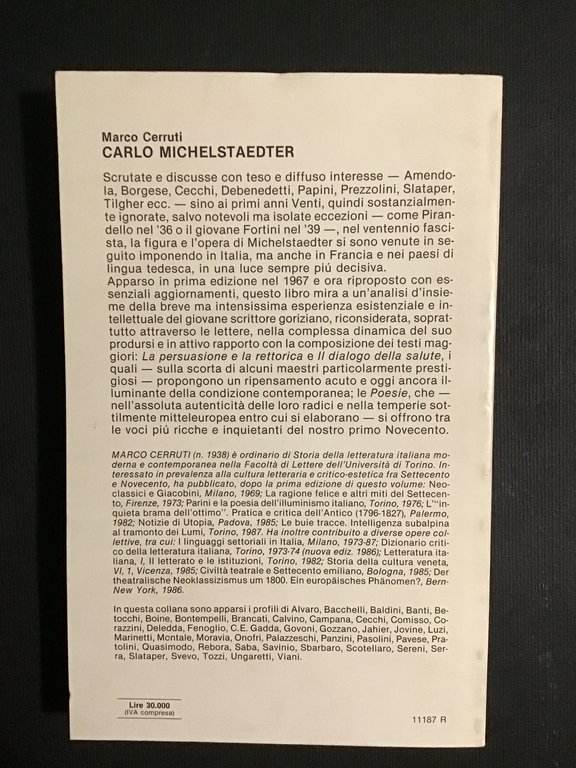 Marco Cerruti
CARLO MICHELSTAEDTER
Scrutate e discusse con teso e diffuso interesse — Amendo-
la, Borgese, Cecchi, Debenedetti, Papini, Prezzolini, Slataper,
Tilgher ecc. — sino ai primi anni Venti, quindi sostanzialmen-
te ignorate, salvo notevoli ma isolate eccezioni — come Piran-
dello nel '36 o il giovane Fortini nel '39 —, nel ventennio fasci-
sta, la figura e l'opera di Michelstaedter si sono venute in se-
guito imponendo in Italia, ma anche in Francia e nei paesi di
lingua tedesca, in una luce sempre più decisiva.
Apparso in prima edizione nel 1967 e ora riproposto con es-
senziali aggiornamenti, questo libro mira a un'analisi d'insie-
me della breve ma intensissima esperienza esistenziale e in-
tellettuale del giovane scrittore goriziano, riconsiderata, soprat-
tutto attraverso le lettere, nella complessa dinamica del suo
prodursi e in attivo rapporto con la composizione dei testi mag-
giori: La persuasione e la rettorica e Il dialogo della salute, i
quali — sulla scorta di alcuni maestri particolarmente presti-
giosi — propongono un ripensamento acuto e oggi ancora il-
luminante della condizione contemporanea; le Poesie, che —
nell'assoluta autenticità delle loro radici e nella temperie sot-
tilmente mitteleuropea entro cui si elaborano — si offrono tra
le voci più ricche e inquietanti del nostro primo Novecento.
MARCO CERRUTI (n. 1938) è ordinario di Storia della letteratura italiana mo-
derna e contemporanea nella Facoltà di Lettere dell'Università di Torino. In-
teressato in prevalenza alla cultura letteraria e critico-estetica fra Settecento
e Novecento, ha pubblicato, dopo la prima edizione di questo volume: Neo-
classici e Giacobini, Milano, 1969; La ragione felice e altri miti del Settecen-
to, Firenze, 1973; Parini e la poesia dell'illuminismo italiano, Torino, 1976; L'"in-
quieta brama dell'ottimo". Pratica e critica dell'Antico (1796-1827), Palermo,
1982; Notizie di Utopia, Padova, 1985; Le buie tracce. Intelligenza subalpina
al tramonto dei Lumi, Torino, 1987. Ha inoltre contribuito a diverse opere col-
lettive, tra cui: I linguaggi settoriali in Italia, Milano, 1973-87; Dizionario criti-
co della letteratura italiana, Torino, 1973-74 (nuova ediz. 1986); Letteratura ita-
liana, I, Il letterato e le istituzioni, Torino, 1982; Storia della cultura veneta,
VI, 1, Vicenza, 1985; Civiltà teatrale e Settecento emiliano, Bologna, 1985; Der
theatralische Neoklassizismus um 1800. Ein europäisches Phänomen?, Bern-
New York, 1986.
In questa collana sono apparsi i profili di Alvaro, Bacchelli, Baldini, Banti, Be-
tocchi, Boine, Bontempelli, Brancati, Calvino, Campana, Cecchi, Comisso, Co-
razzini, Deledda, Fenoglio, C.E. Gadda, Govoni, Gozzano, Jahier, Jovine, Luzi,
Marinetti, Montale, Moravia, Onofri, Palazzeschi, Panzini, Pasolini, Pavese, Pra-
tolini, Quasimodo, Rebora, Saba, Savinio, Sbarbaro, Scotellaro, Sereni, Ser-
ra, Slataper, Svevo, Tozzi, Ungaretti, Viani.
Lire 30.000
(IVA compresa)
11187 R